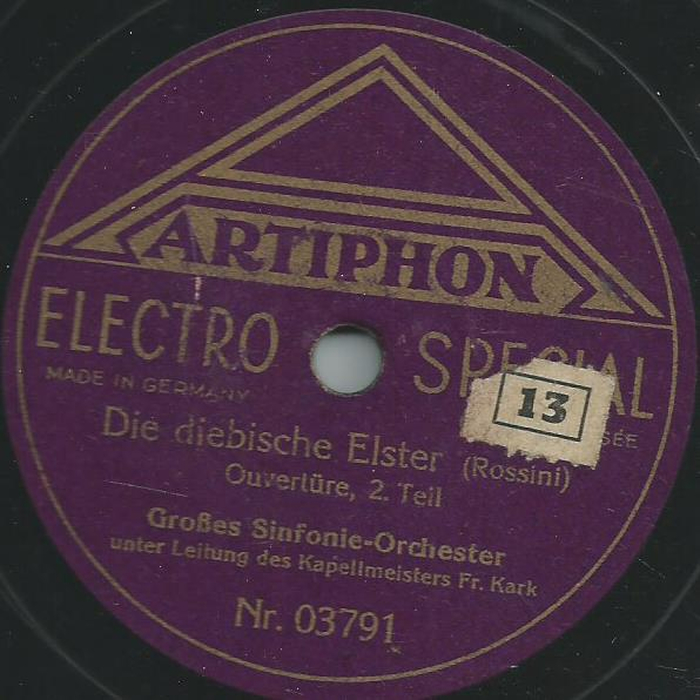 ARTIPHON
ELECTRO SPECIAL
MADE IN GERMANY
13
Die diebische Elster (Rossini)
Ouvertüre, 2. Teil
Großes Sinfonie-Orchester
unter Leitung des Kapellmeisters Fr. Kark
Nr. 03791